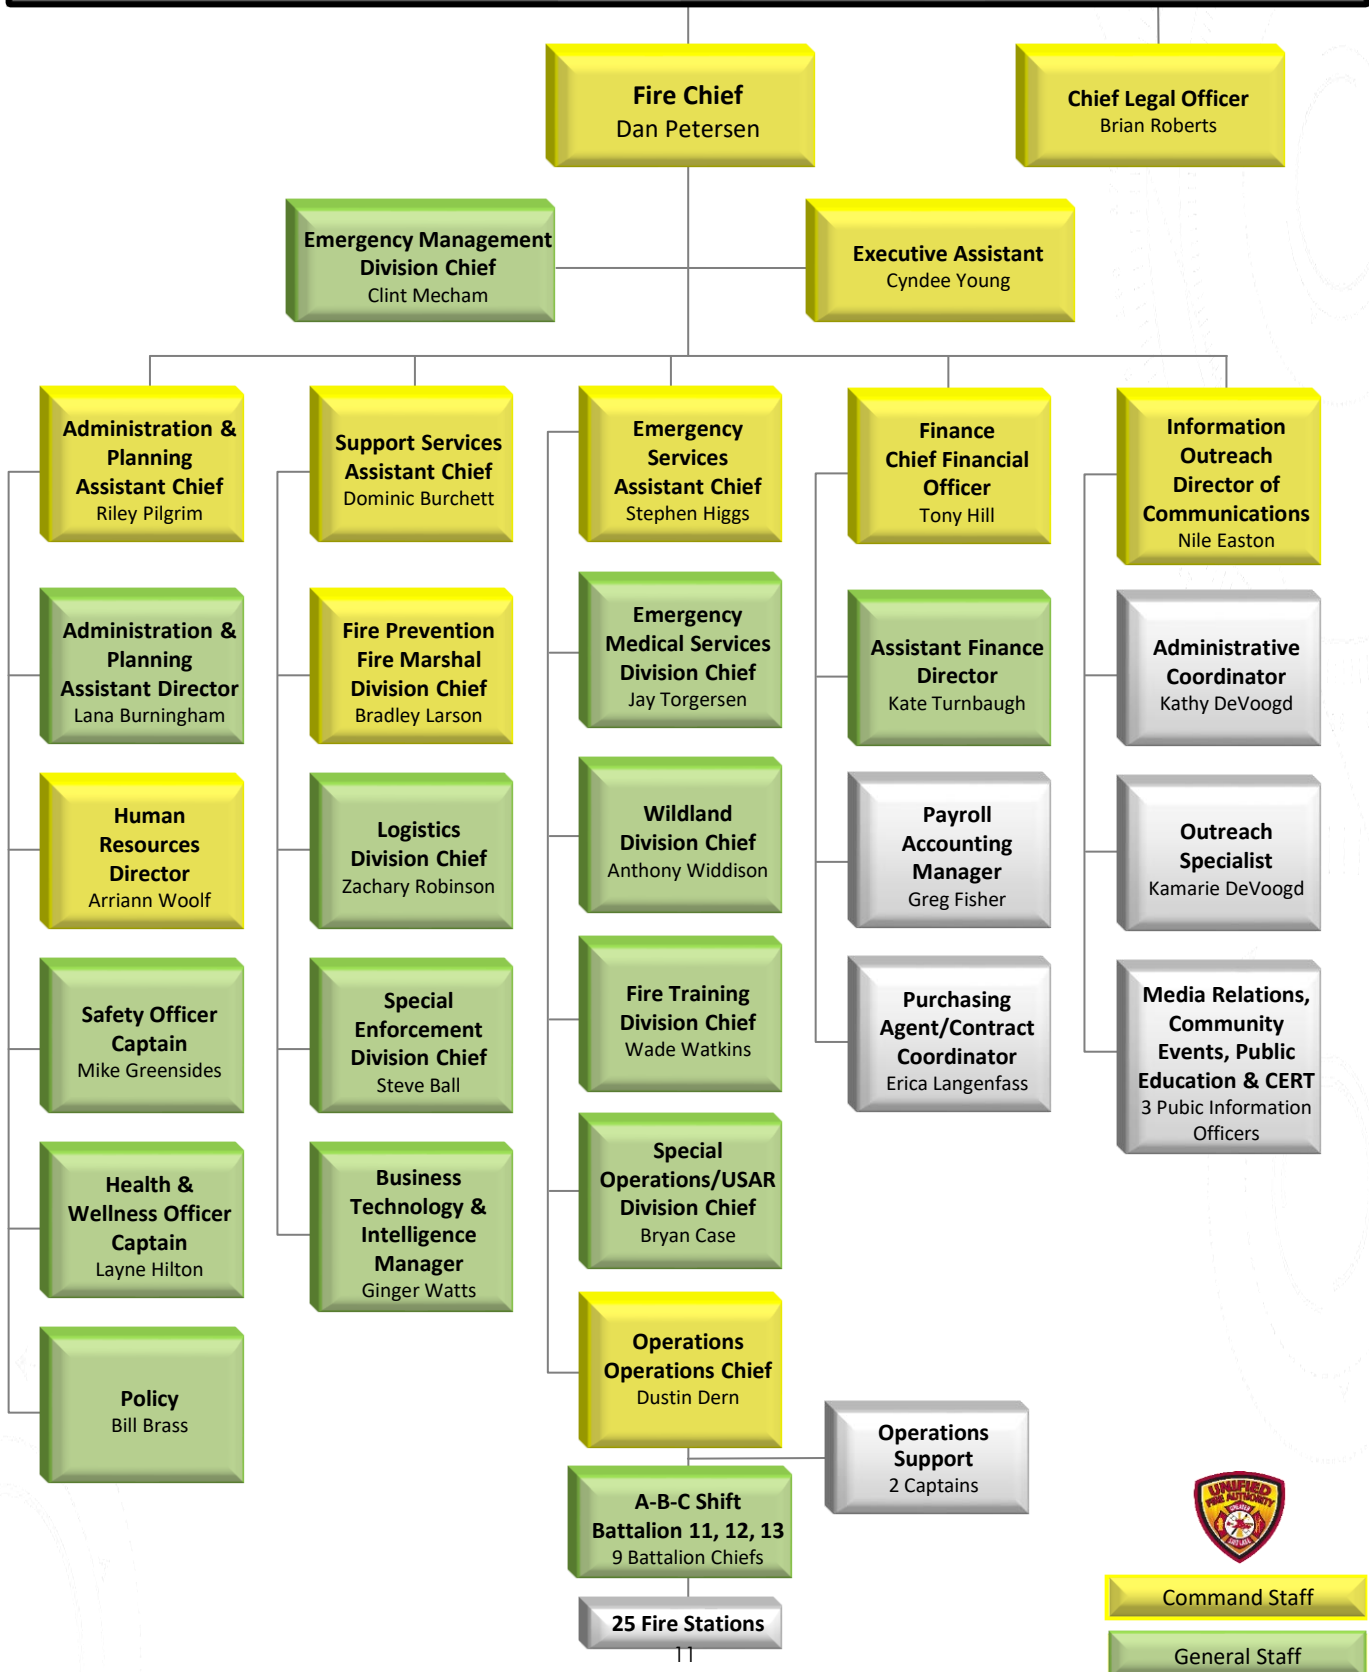 Fire Chief
Dan Petersen
Chief Legal Officer
Brian Roberts
Emergency Management
Division Chief
Clint Mecham
Executive Assistant
Cyndee Young
Administration &
Planning
Assistant Chief
Riley Pilgrim
Support Services
Assistant Chief
Dominic Burchett
Emergency
Services
Assistant Chief
Stephen Higgs
Finance
Chief Financial
Officer
Tony Hill
Information
Outreach
Director of
Communications
Nile Easton
Administration &
Planning
Assistant Director
Lana Burningham
Fire Prevention
Fire Marshal
Division Chief
Bradley Larson
Emergency
Medical Services
Division Chief
Jay Torgersen
Assistant Finance
Director
Kate Turnbaugh
Administrative
Coordinator
Kathy DeVoogd
Human
Resources
Director
Arriann Woolf
Logistics
Division Chief
Zachary Robinson
Wildland
Division Chief
Anthony Widdison
Payroll
Accounting
Manager
Greg Fisher
Outreach
Specialist
Kamarie DeVoogd
Safety Officer
Captain
Mike Greensides
Special
Enforcement
Division Chief
Steve Ball
Fire Training
Division Chief
Wade Watkins
Purchasing
Agent/Contract
Coordinator
Erica Langenfass
Media Relations,
Community
Events, Public
Education & CERT
3 Pubic Information
Officers
Health &
Wellness Officer
Captain
Layne Hilton
Business
Technology &
Intelligence
Manager
Ginger Watts
Special
Operations/USAR
Division Chief
Bryan Case
Policy
Bill Brass
Operations
Operations Chief
Dustin Dern
Operations
Support
2 Captains
A-B-C Shift
Battalion 11, 12, 13
9 Battalion Chiefs
25 Fire Stations
11
UNIFIED
FIRE AUTHORITY
GREATER
SALT LAKE
Command Staff
General Staff